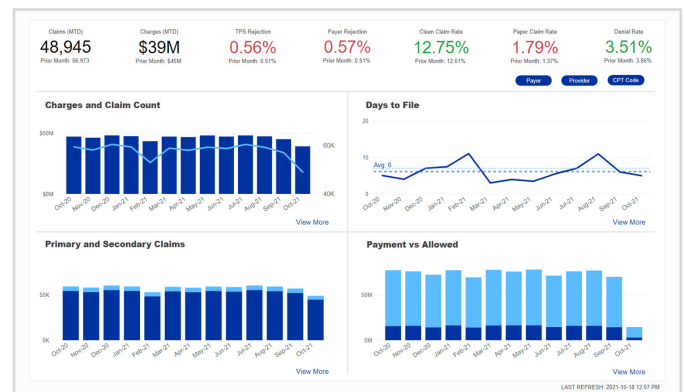 Claims (MTD)
48,945
Prior Month: 56,973
Charges (MTD)
$39M
Prior Month: $45M
TPS Rejection
0.56%
Prior Month: 0.51%
Payer Rejection
0.57%
Prior Month: 0.51%
Clean Claim Rate
12.75%
Prior Month: 12.61%
Paper Claim Rate
1.79%
Prior Month: 1.37%
Denial Rate
3.51%
Prior Month: 3.86%
Payer
Provider
CPT Code
Charges and Claim Count
$50M
$0M
60K
40K
Oct-20 Nov-20 Dec-20 Jan-21 Feb-21 Mar-21 Apr-21 May-21 Jun-21 Jul-21 Aug-21 Sep-21 Oct-21
View More
Days to File
20
10
0
Avg: 6
Oct-20 Nov-20 Dec-20 Jan-21 Feb-21 Mar-21 Apr-21 May-21 Jun-21 Jul-21 Aug-21 Sep-21 Oct-21
View More
Primary and Secondary Claims
50K
0K
Oct-20 Nov-20 Dec-20 Jan-21 Feb-21 Mar-21 Apr-21 May-21 Jun-21 Jul-21 Aug-21 Sep-21 Oct-21
View More
Payment vs Allowed
50M
0M
Oct-20 Nov-20 Dec-20 Jan-21 Feb-21 Mar-21 Apr-21 May-21 Jun-21 Jul-21 Aug-21 Sep-21 Oct-21
View More
LAST REFRESH: 2021-10-18 12:07 PM